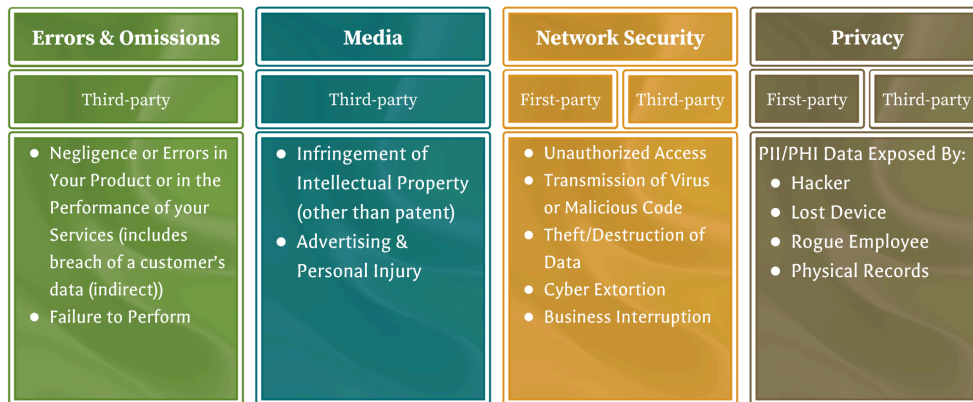 Errors & Omissions
Third-party
● Negligence or Errors in
Your Product or in the
Performance of your
Services (includes
breach of a customer's
data (indirect))
● Failure to Perform
Media
Third-party
● Infringement of
Intellectual Property
(other than patent)
● Advertising &
Personal Injury
Network Security
First-party
Third-party
● Unauthorized Access
● Transmission of Virus
or Malicious Code
● Theft/Destruction of
Data
● Cyber Extortion
● Business Interruption
Privacy
First-party
Third-party
PII/PHI Data Exposed By:
● Hacker
● Lost Device
● Rogue Employee
● Physical Records